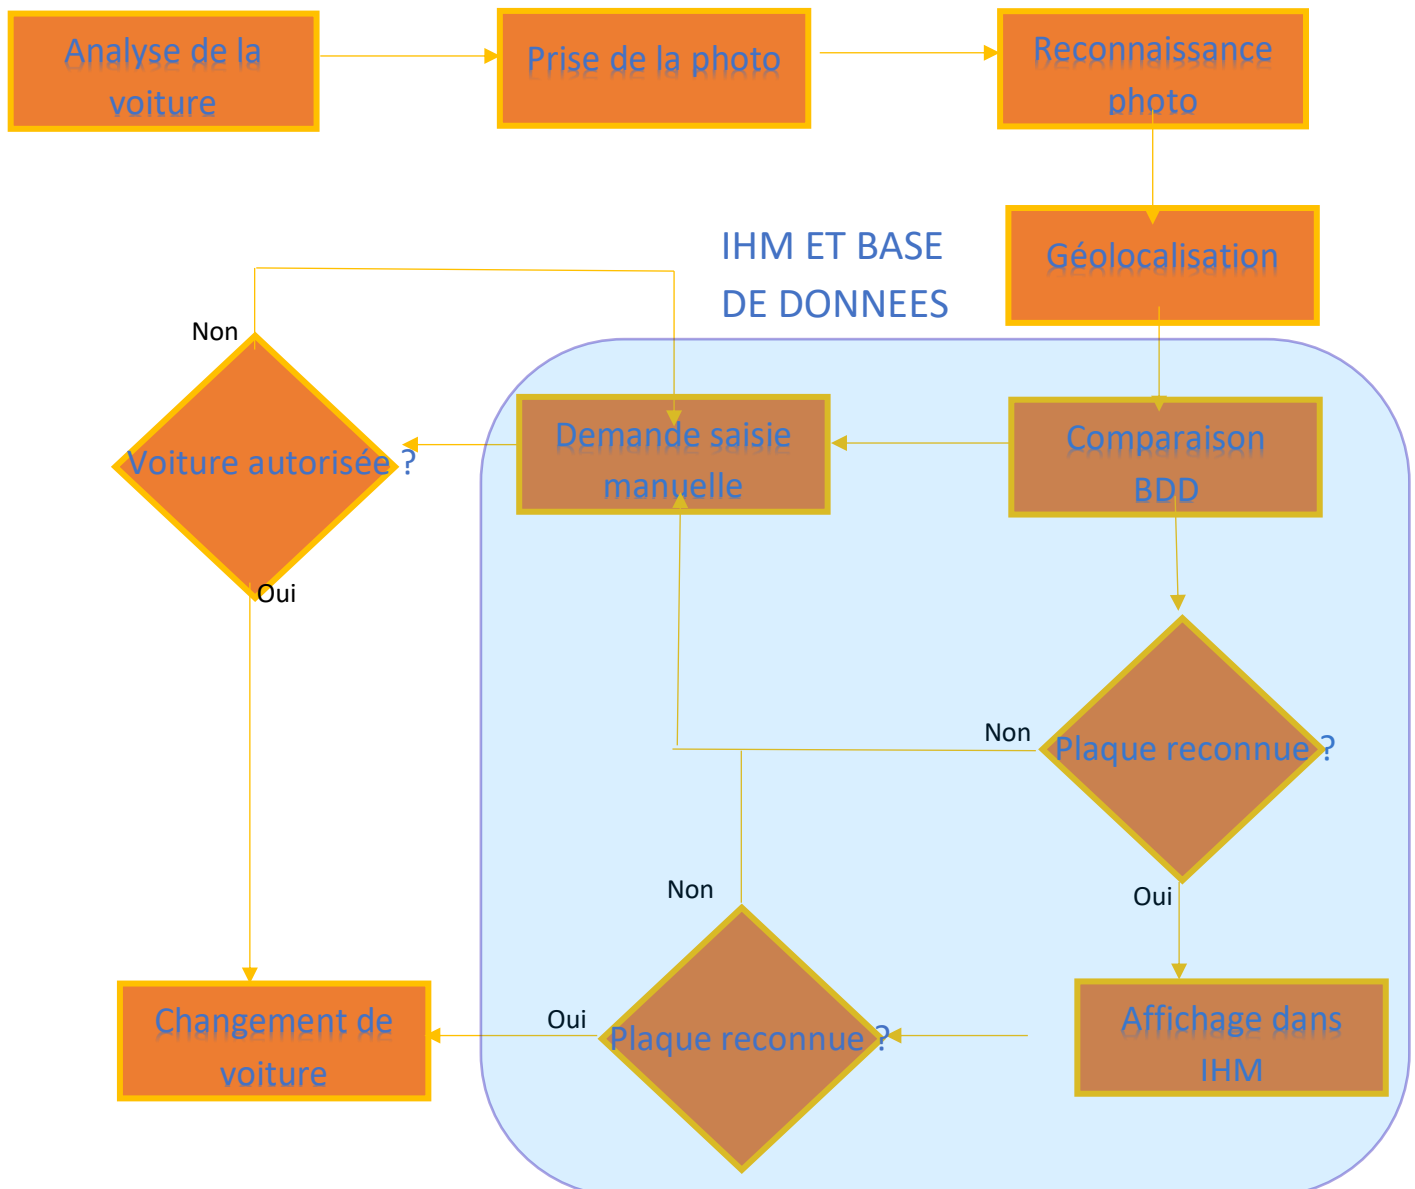 Analyse de la
voiture
Prise de la photo
Reconnaissance
photo
IHM ET BASE
DE DONNEES
Géolocalisation
Non
Voiture autorisée ?
Oui
Demande saisie
manuelle
Comparaison
BDD
Non
Plaque reconnue ?
Oui
Non
Plaque reconnue ?
Oui
Changement de
voiture
Affichage dans
IHM